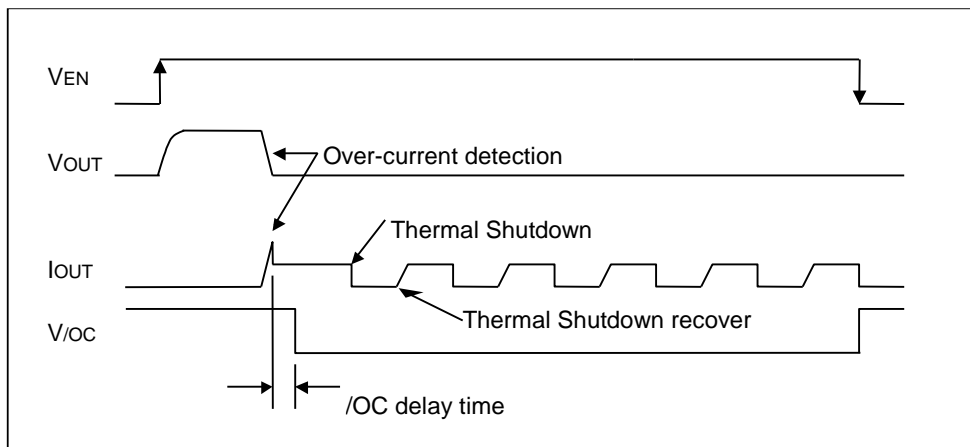 VEN
VOUT
Over-current detection
Thermal Shutdown
IOUT
Thermal Shutdown recover
V/OC
/OC delay time